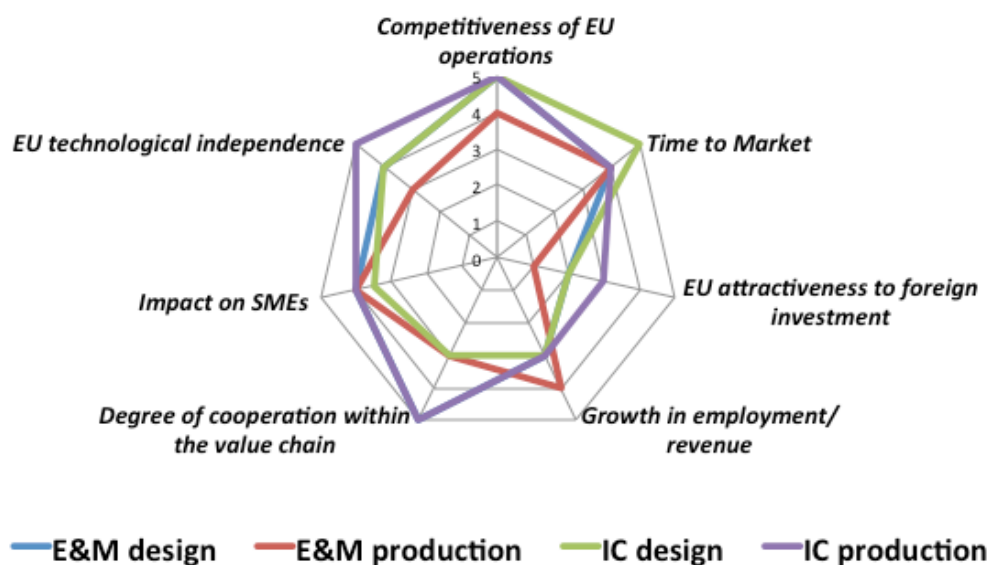 Competitiveness of EU
operations
5
4
3
2
1
0
EU technological independence
Time to Market
Impact on SMEs
EU attractiveness to foreign
investment
Degree of cooperation within
the value chain
Growth in employment/
revenue
E&M design
E&M production
IC design
IC production